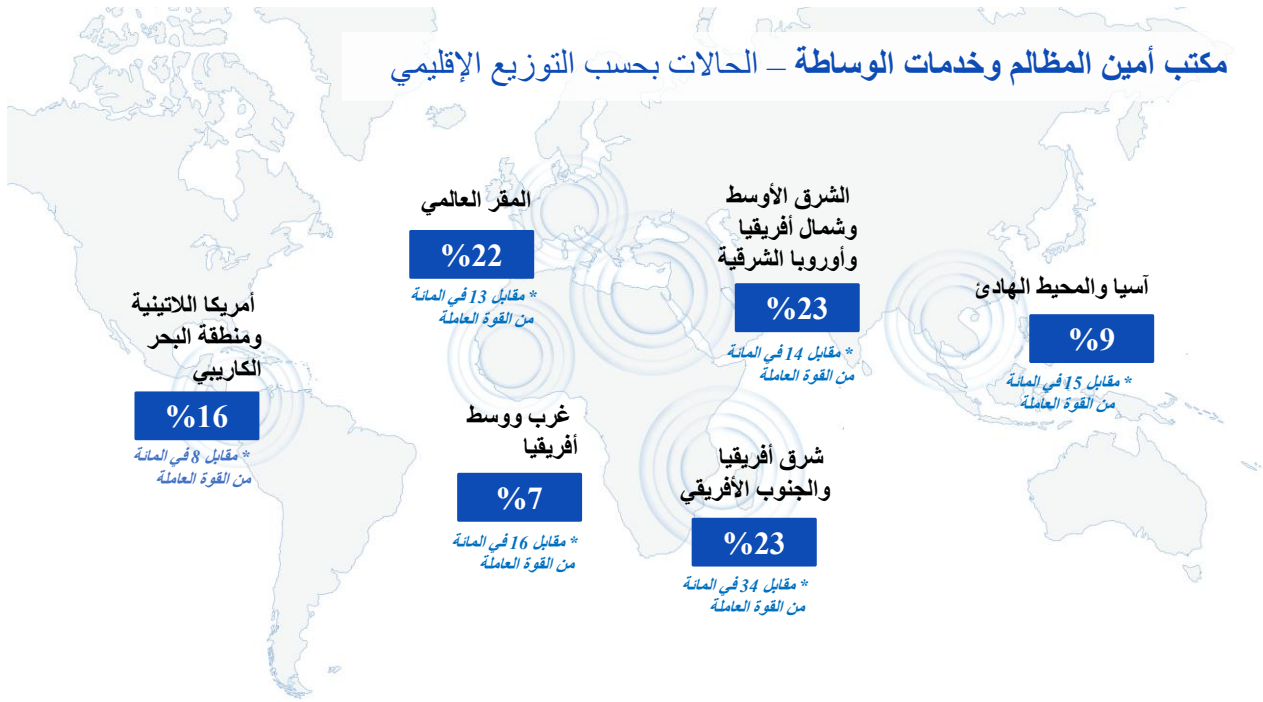 مكتب أمين المظالم وخدمات الوساطة – الحالات بحسب التوزيع الإقليمي
الشرق الأوسط
وشمال أفريقيا
وأوروبا الشرقية
%23
* مقابل 14 في المائة
من القوة العاملة
المقر العالمي
%22
* مقابل 13 في المائة
من القوة العاملة
آسيا والمحيط الهادئ
%9
* مقابل 15 في المائة
من القوة العاملة
أمريكا اللاتينية
ومنطقة البحر
الكاريبي
%16
* مقابل 8 في المائة
من القوة العاملة
غرب ووسط
أفريقيا
%7
* مقابل 16 في المائة
من القوة العاملة
شرق أفريقيا
والجنوب الأفريقي
%23
* مقابل 34 في المائة
من القوة العاملة